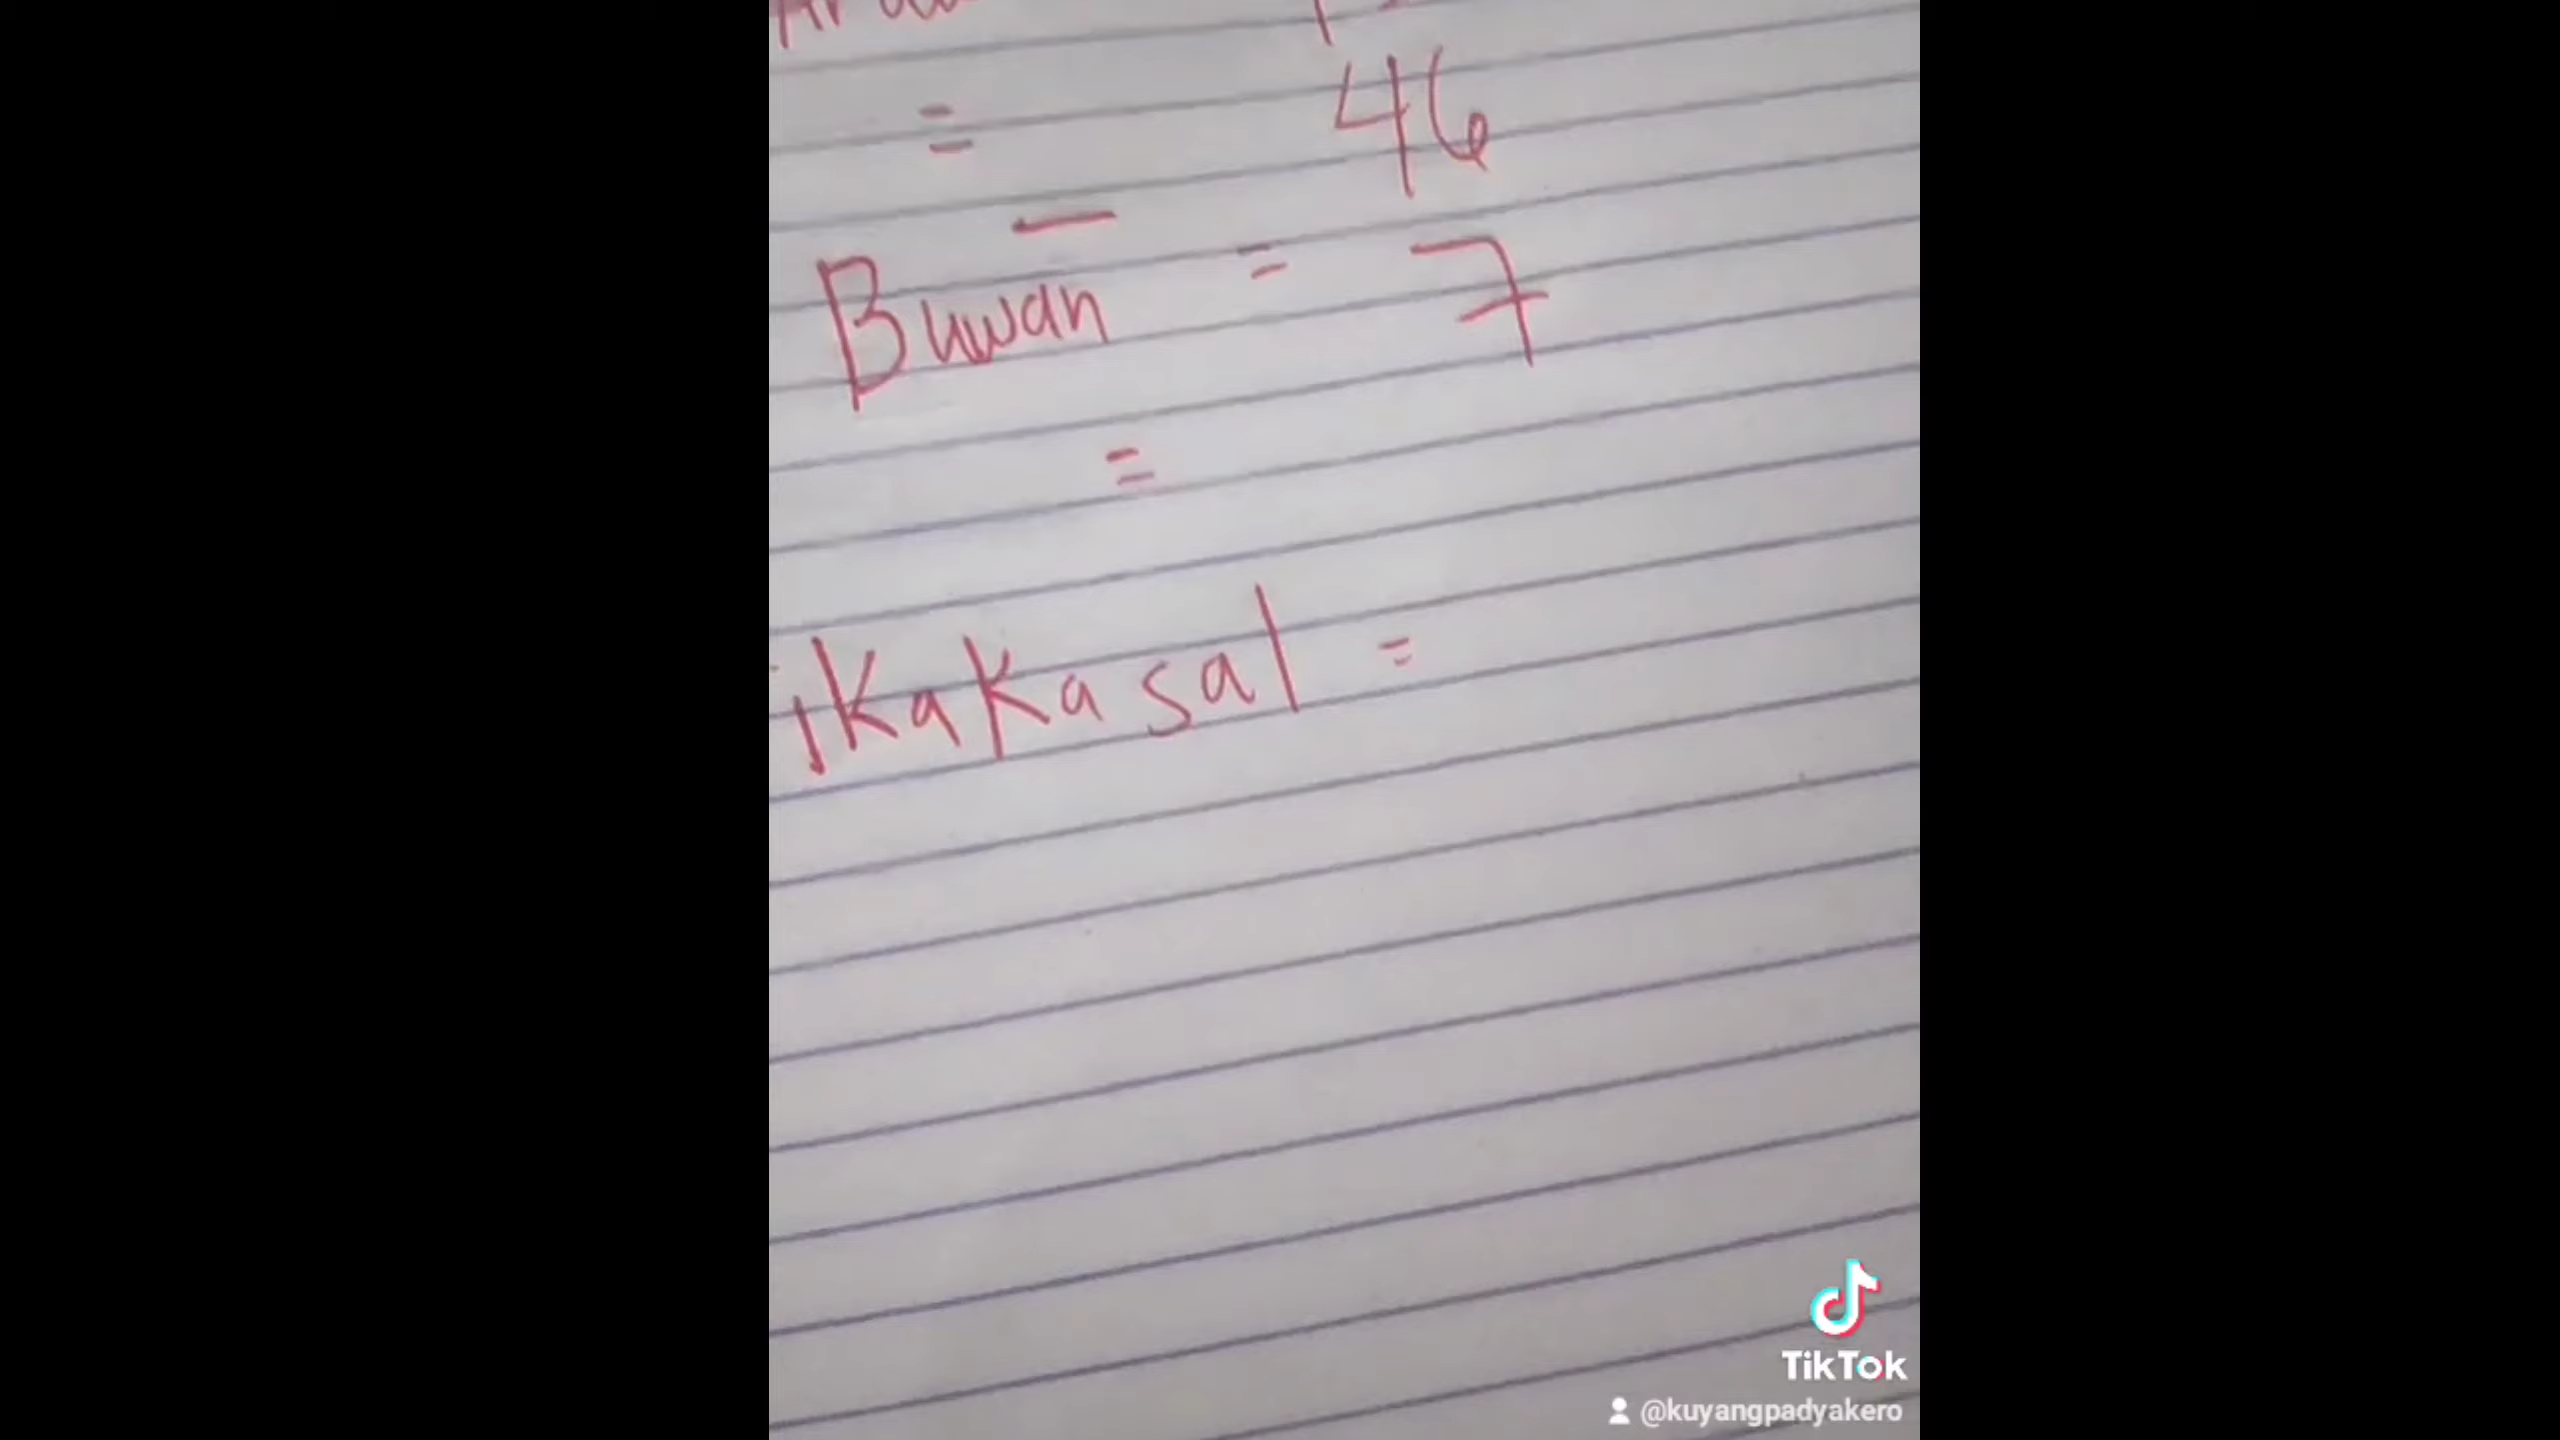 =
46
—
Buwan = 7
=
ikakasal =
TikTok
@kuyangpadyakero